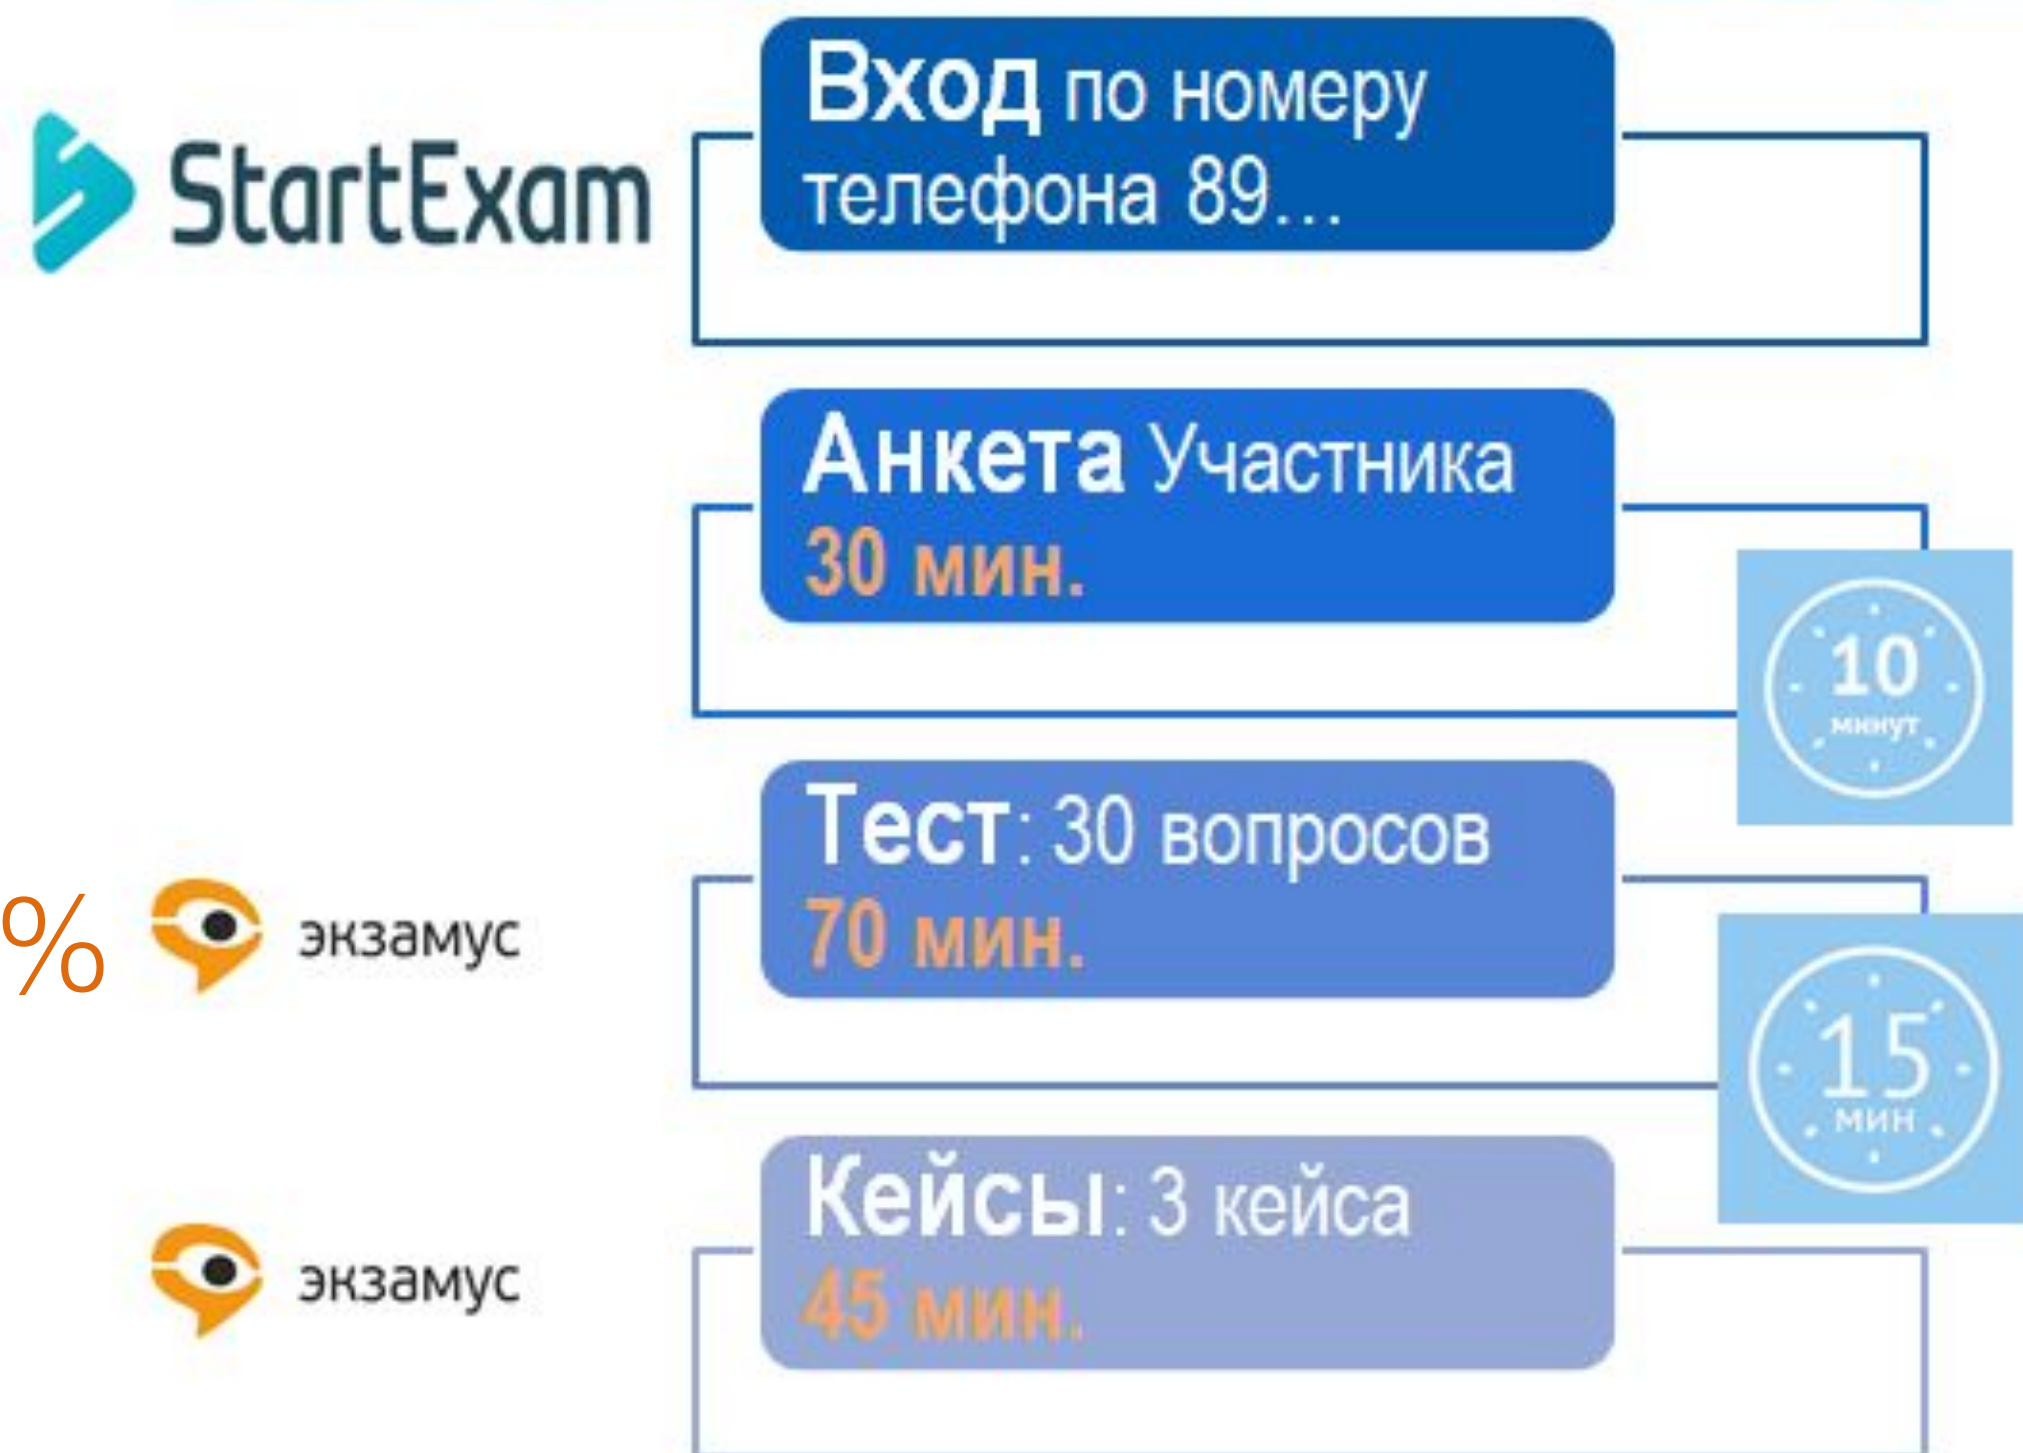 StartExam
Вход по номеру
телефона 89...
Анкета Участника
30 мин.
10
минут
%
экзамус
Тест: 30 вопросов
70 мин.
15
мин
экзамус
Кейсы: 3 кейса
45 мин.